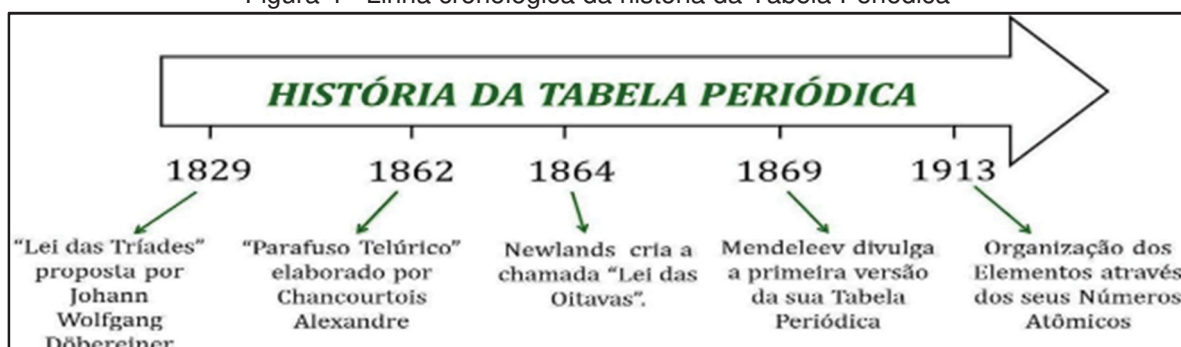 Figura 4 - Linha cronológica da história da Tabela Periódica
HISTÓRIA DA TABELA PERIÓDICA
1829
1862
1864
1869
1913
“Lei das Tríades”
proposta por
Johann
Wolfgang
Döbereiner
“Parafuso Telúrico”
elaborado por
Chancourtois
Alexandre
Newlands cria a
chamada “Lei das
Oitavas”.
Mendeleev divulga
a primeira versão
da sua Tabela
Periódica
Organização dos
Elementos através
dos seus Números
Atômicos